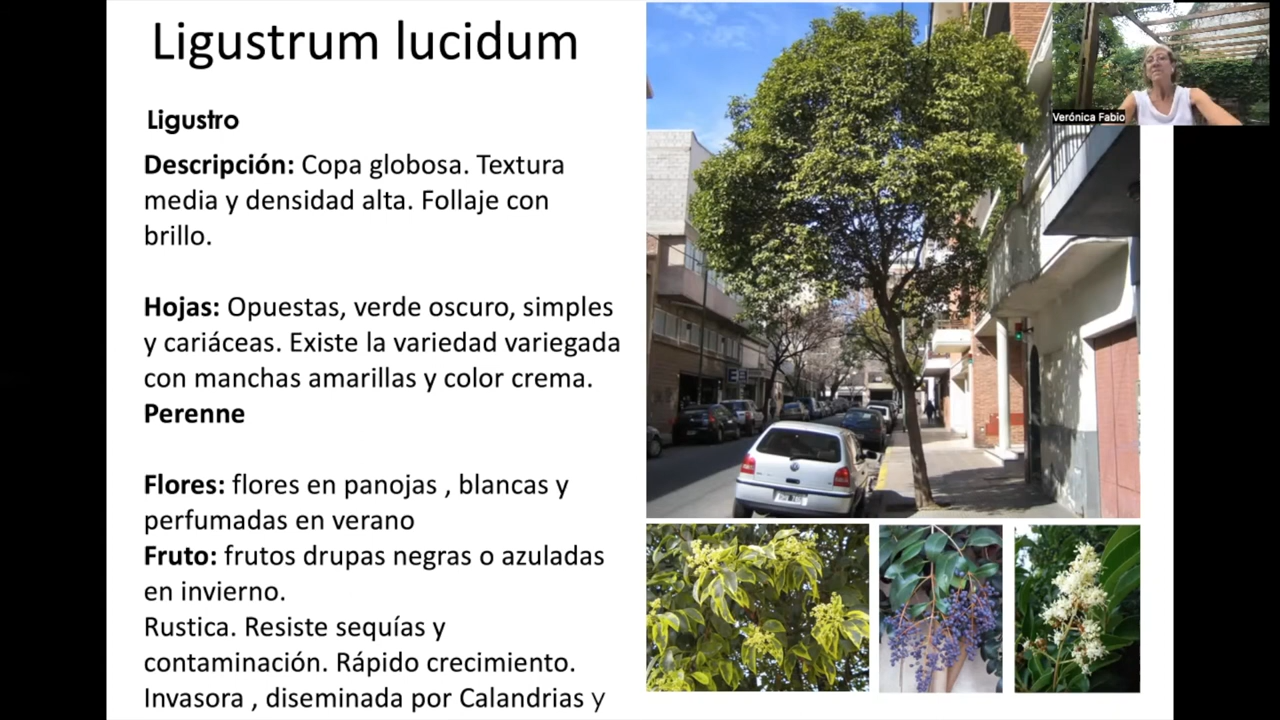 Ligustrum lucidum
Ligustro
Descripción: Copa globosa. Textura
media y densidad alta. Follaje con
brillo.
Hojas: Opuestas, verde oscuro, simples
y cariáceas. Existe la variedad variegada
con manchas amarillas y color crema.
Perenne
Flores: flores en panojas , blancas y
perfumadas en verano
Fruto: frutos drupas negras o azuladas
en invierno.
Rustica. Resiste sequías y
contaminación. Rápido crecimiento.
Invasora , diseminada por Calandrias y
Verónica Fabio